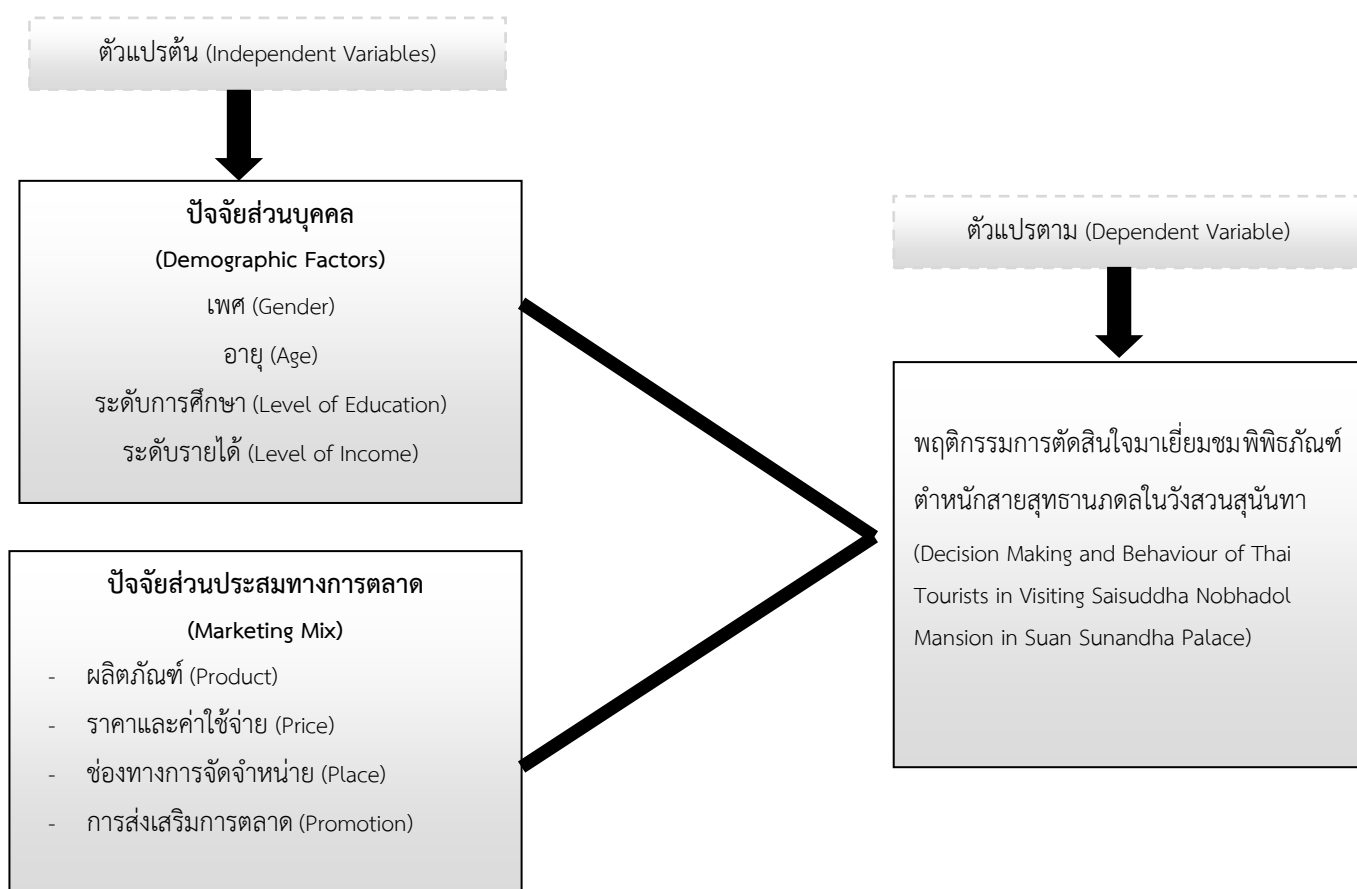 ตัวแปรต้น (Independent Variables)
ปัจจัยส่วนบุคคล
(Demographic Factors)
เพศ (Gender)
อายุ (Age)
ระดับการศึกษา (Level of Education)
ระดับรายได้ (Level of Income)
ปัจจัยส่วนประสมทางการตลาด
(Marketing Mix)
- ผลิตภัณฑ์ (Product)
- ราคาและค่าใช้จ่าย (Price)
- ช่องทางการจัดจำหน่าย (Place)
- การส่งเสริมการตลาด (Promotion)
ตัวแปรตาม (Dependent Variable)
พฤติกรรมการตัดสินใจมาเยี่ยมชมพิพิธภัณฑ์
ตำหนักสายสุทธานภดลในวังสวนสุนันทา
(Decision Making and Behaviour of Thai
Tourists in Visiting Saisuddha Nobhadol
Mansion in Suan Sunandha Palace)